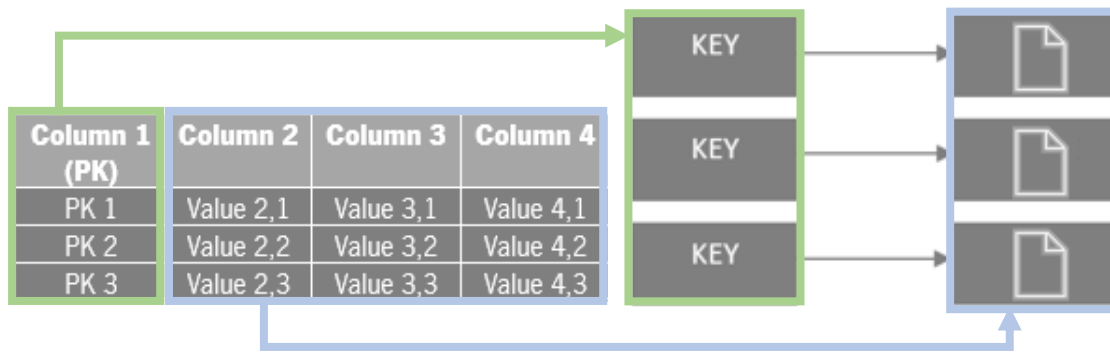 Column 1 (PK) Column 2 Column 3 Column 4
PK 1 Value 2,1 Value 3,1 Value 4,1
PK 2 Value 2,2 Value 3,2 Value 4,2
PK 3 Value 2,3 Value 3,3 Value 4,3
KEY
KEY
KEY